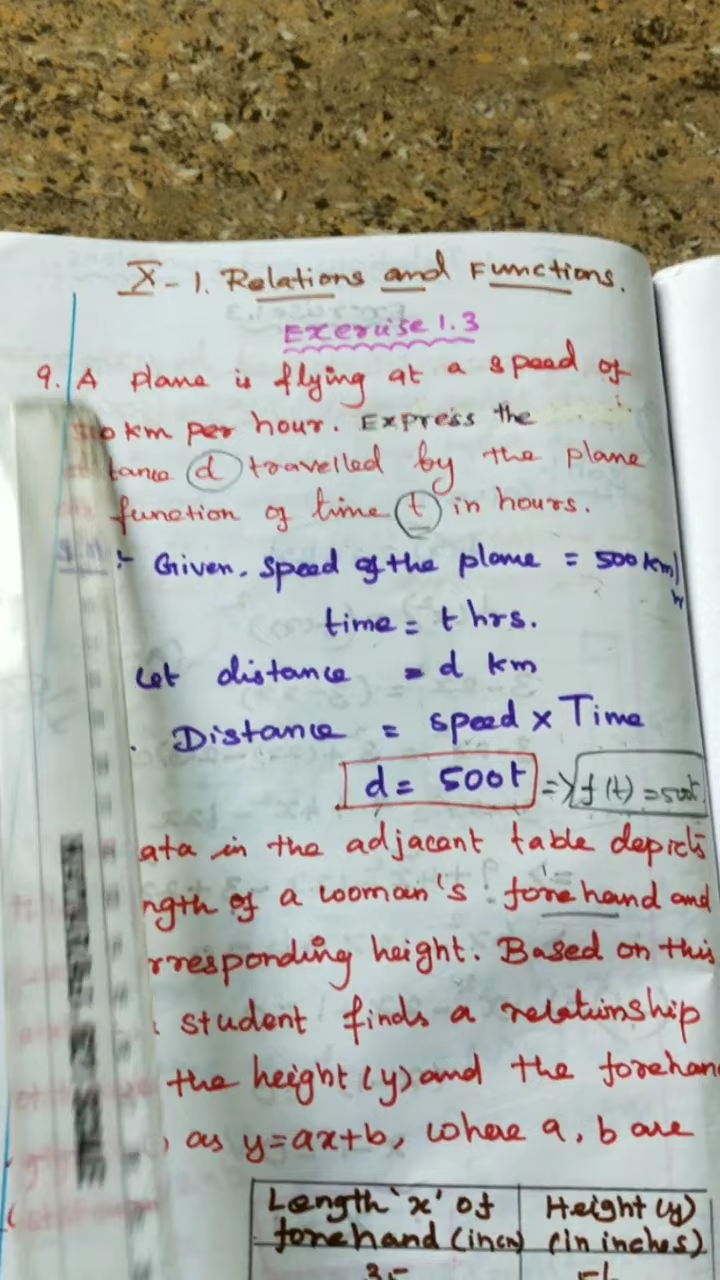 X-1. Relations and Functions.
Exercise 1.3
9. A plane is flying at a speed of
km per hour. Express the
tance d travelled by the plane
function of time t in hours.
:- Given. Speed of the plane = 500 km/
hr
time = t hrs.
Let distance = d km
. Distance = speed × Time
d = 500t => f(t) = 500t.
ata in the adjacent table depicts
ngth of a woman's forehand and
rresponding height. Based on this
student finds a relationship
the height (y) and the forehan
) as y=ax+b, where a, b are
Length 'x' of Height (y)
forehand (in cm) (in inches)